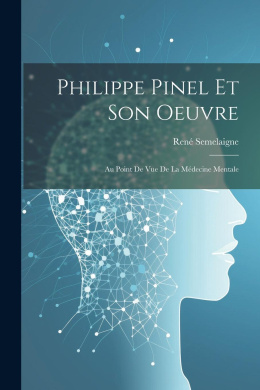 Philippe Pinel Et
Son Oeuvre
René Semelaigne
Au Point De Vue De La Médecine Mentale